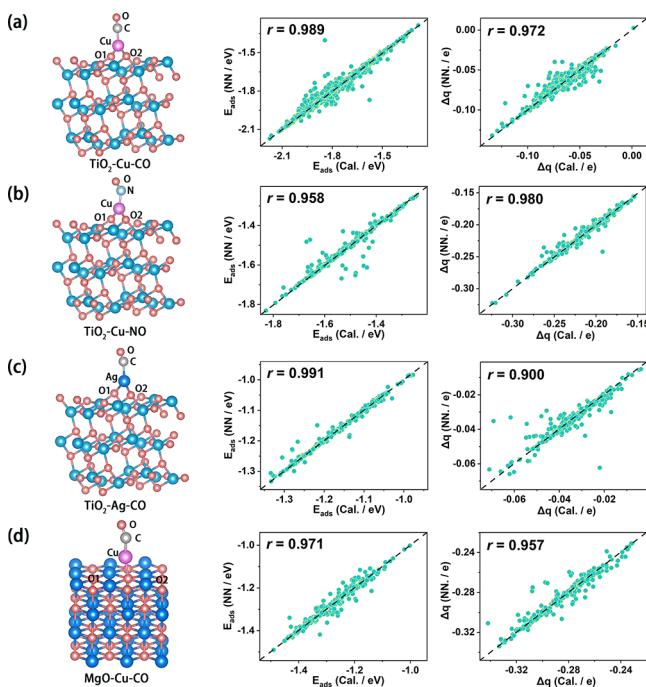 (a)
O
C
Cu
O1 O2
TiO2-Cu-CO
r = 0.989
Eads (NN / eV)
-1.5
-1.8
-2.1
-2.1 -1.8 -1.5
Eads (Cal. / eV)
r = 0.972
Δq (NN. / e)
0.00
-0.05
-0.10
-0.10 -0.05 0.00
Δq (Cal. / e)
(b)
O
N
Cu
O1 O2
TiO2-Cu-NO
r = 0.958
Eads (NN / eV)
-1.4
-1.6
-1.8
-1.8 -1.6 -1.4
Eads (Cal. / eV)
r = 0.980
Δq (NN. / e)
-0.15
-0.20
-0.25
-0.30
-0.30 -0.25 -0.20 -0.15
Δq (Cal. / e)
(c)
O
C
Ag
O1 O2
TiO2-Ag-CO
r = 0.991
Eads (NN / eV)
-1.0
-1.1
-1.2
-1.3
-1.3 -1.2 -1.1 -1.0
Eads (Cal. / eV)
r = 0.900
Δq (NN. / e)
-0.02
-0.04
-0.06
-0.06 -0.04 -0.02
Δq (Cal. / e)
(d)
O
C
Cu
O1 O2
MgO-Cu-CO
r = 0.971
Eads (NN / eV)
-1.0
-1.2
-1.4
-1.4 -1.2 -1.0
Eads (Cal. / eV)
r = 0.957
Δq (NN. / e)
-0.24
-0.28
-0.32
-0.32 -0.28 -0.24
Δq (Cal. / e)